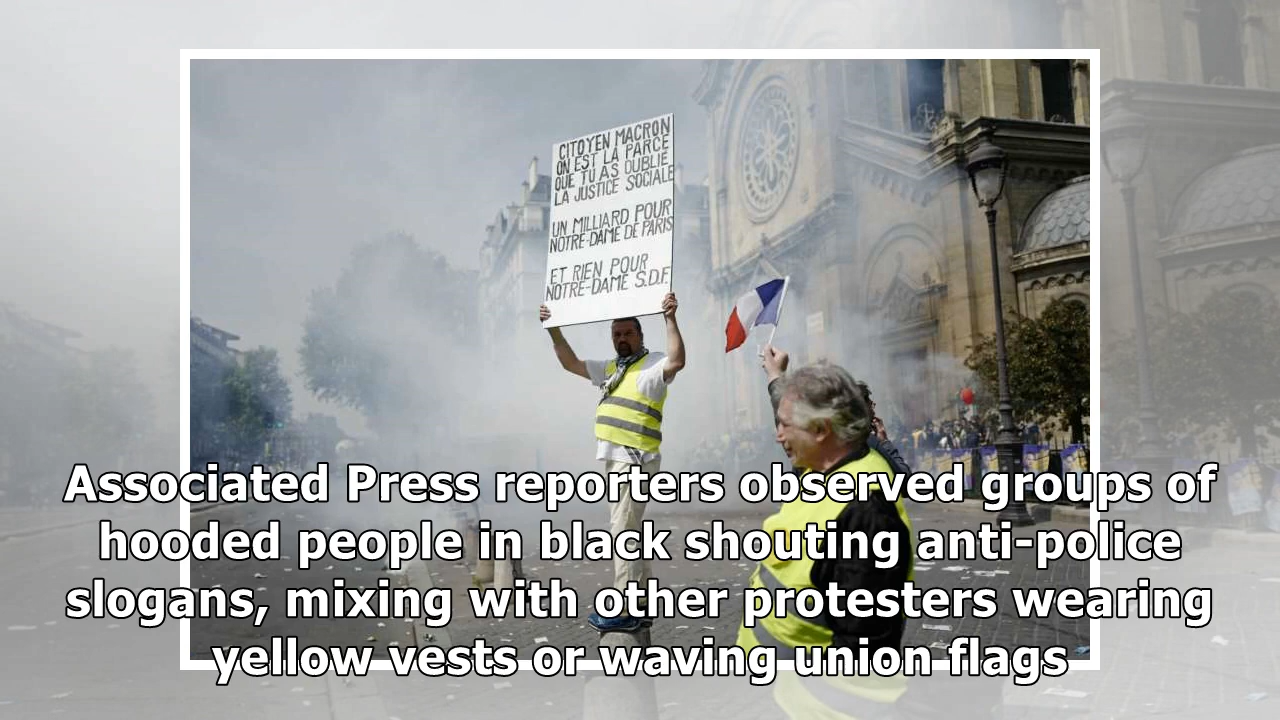 CITOYEN MACRON
ON EST LÀ PARCE
QUE TU AS OUBLIÉ
LA JUSTICE SOCIALE
UN MILLIARD POUR
NOTRE-DAME DE PARIS
ET RIEN POUR
NOTRE-DAME S.D.F.
Associated Press reporters observed groups of
hooded people in black shouting anti-police
slogans, mixing with other protesters wearing
yellow vests or waving union flags